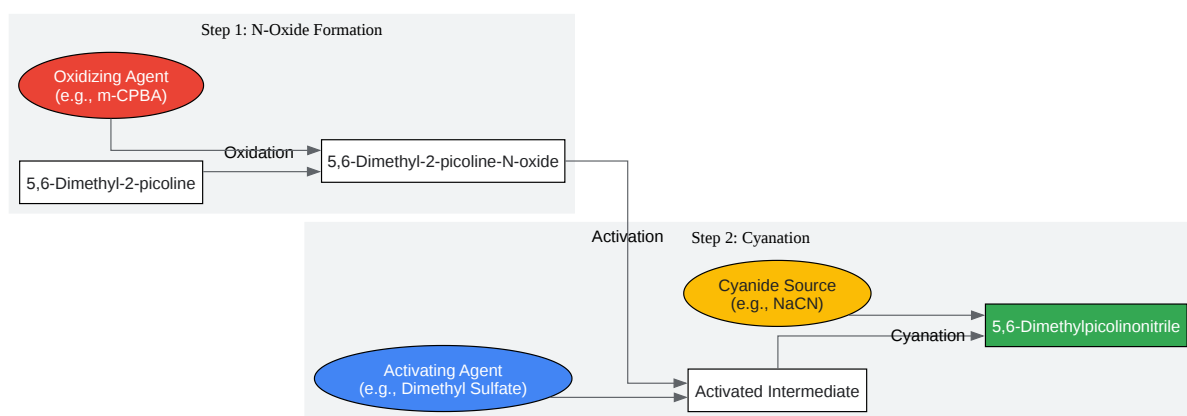 Step 1: N-Oxide Formation
Oxidizing Agent
(e.g., m-CPBA)
Oxidation
5,6-Dimethyl-2-picoline
5,6-Dimethyl-2-picoline-N-oxide
Activation
Step 2: Cyanation
Cyanide Source
(e.g., NaCN)
5,6-Dimethylpicolinonitrile
Cyanation
Activating Agent
(e.g., Dimethyl Sulfate)
Activated Intermediate